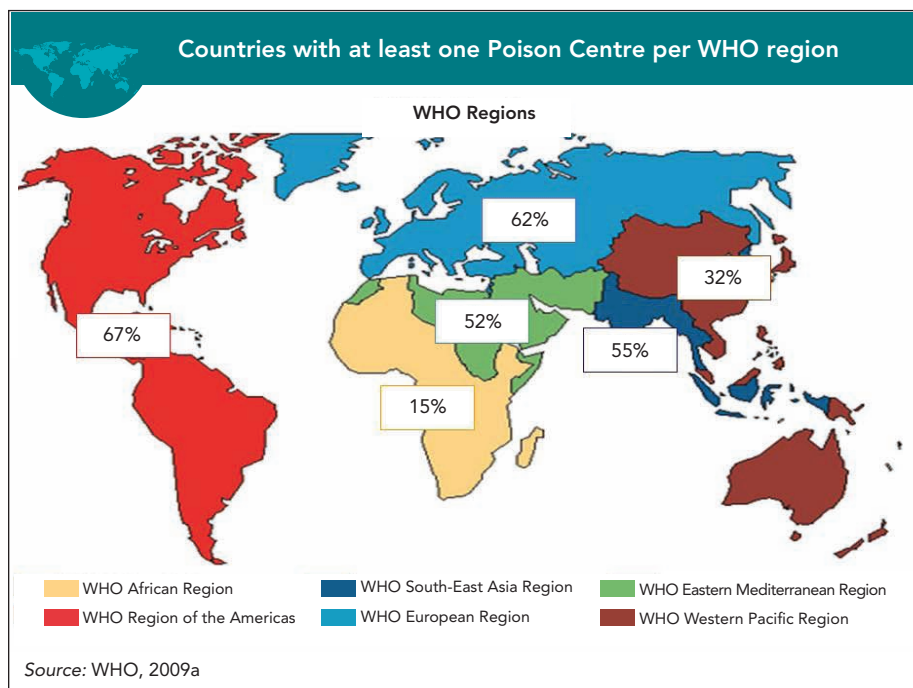 Countries with at least one Poison Centre per WHO region
WHO Regions
62%
32%
67%
52%
55%
15%
WHO African Region
WHO South-East Asia Region
WHO Eastern Mediterranean Region
WHO Region of the Americas
WHO European Region
WHO Western Pacific Region
Source: WHO, 2009a